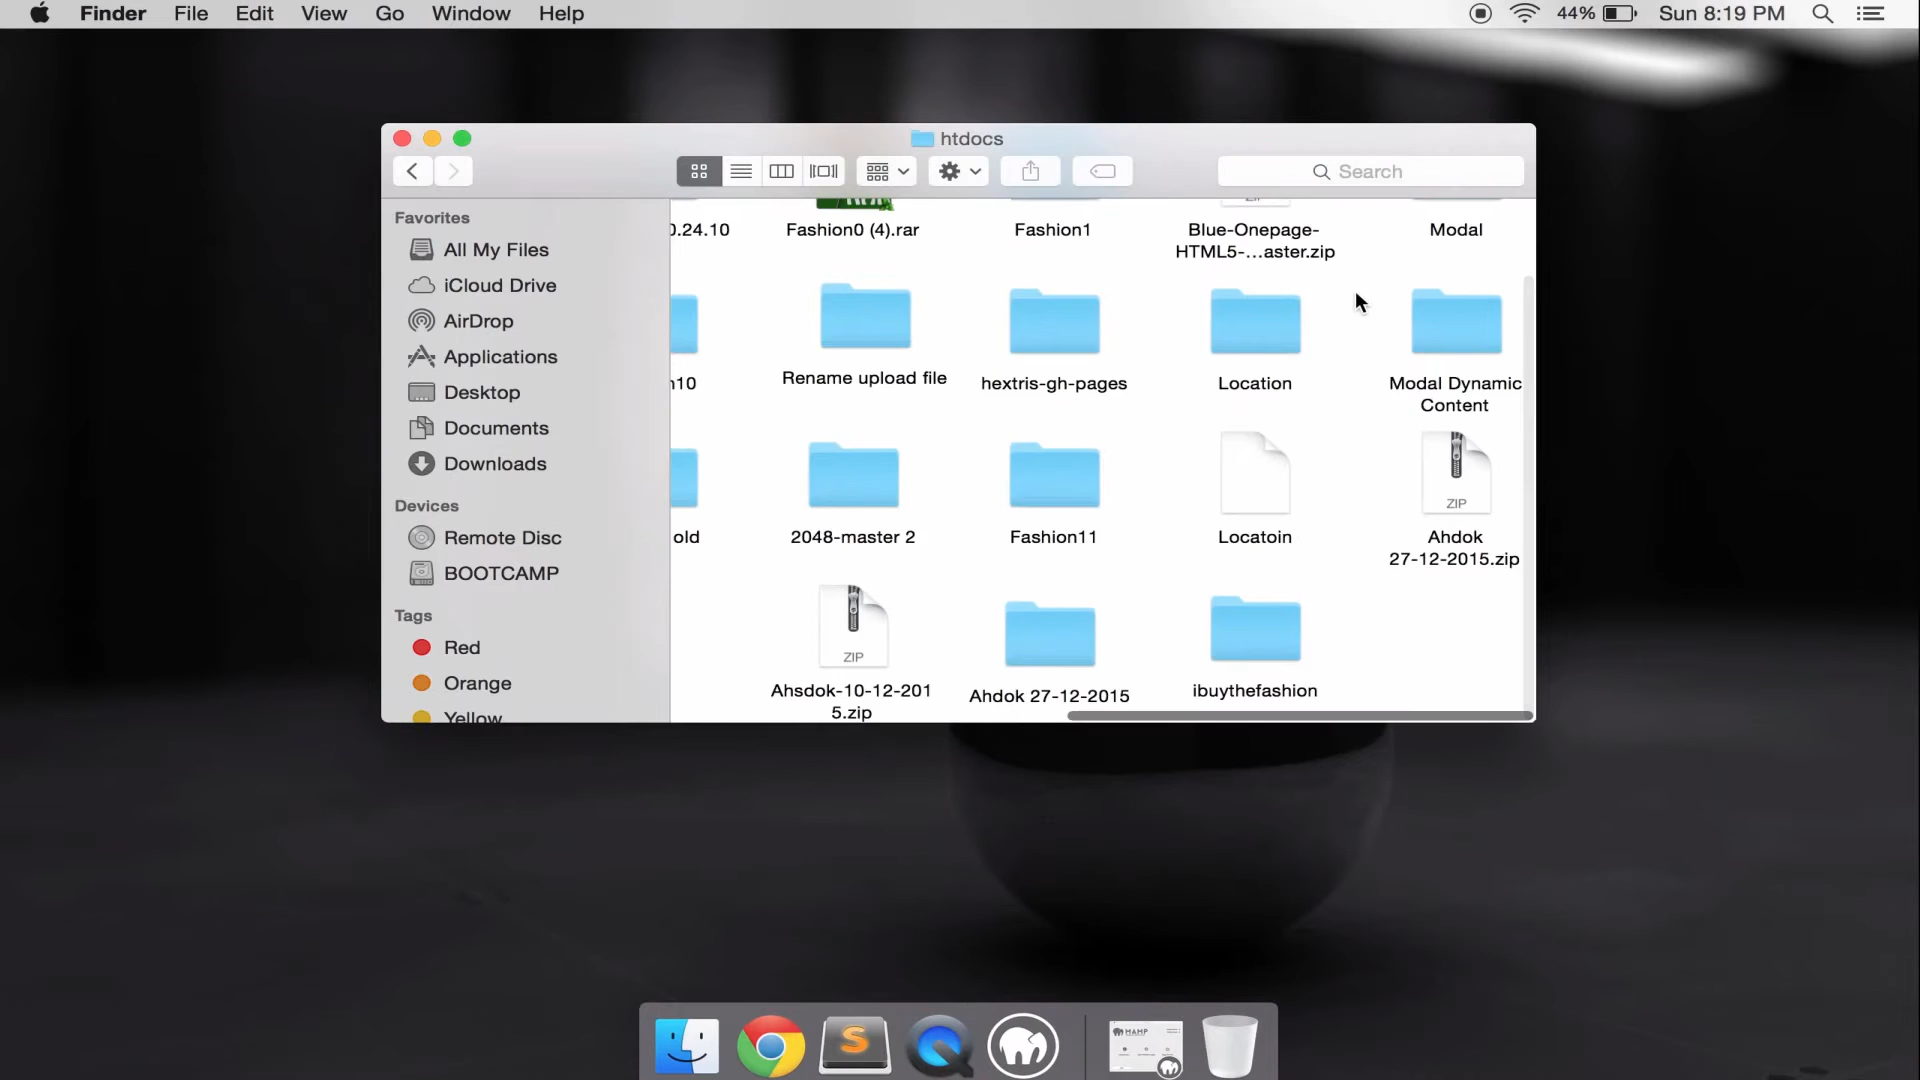 Finder File Edit View Go Window Help 44% Sun 8:19 PM
htdocs
Search
Favorites
All My Files
iCloud Drive
AirDrop
Applications
Desktop
Documents
Downloads
Devices
Remote Disc
BOOTCAMP
Tags
Red
Orange
Yellow
0.24.10 Fashion0 (4).rar Fashion1 Blue-Onepage- Modal
HTML5-...aster.zip
10 Rename upload file hextris-gh-pages Location Modal Dynamic
Content
ZIP
old 2048-master 2 Fashion11 Locatoin Ahdok
27-12-2015.zip
ZIP
Ahsdok-10-12-201 Ahdok 27-12-2015 ibuythefashion
5.zip
S
MAMP